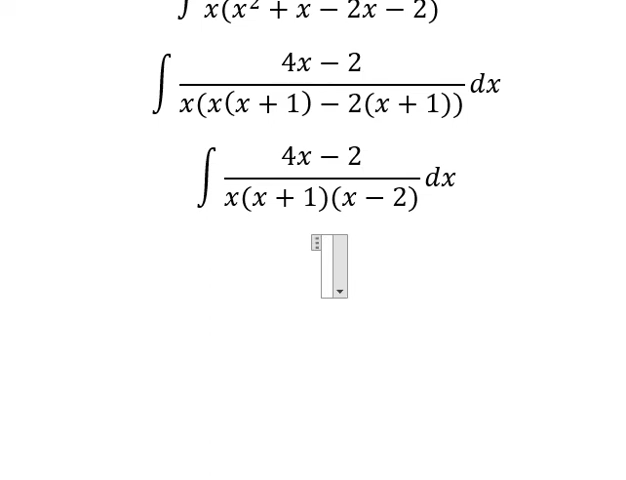 ∫ x(x² + x − 2x − 2)
∫ (4x − 2)/(x(x(x + 1) − 2(x + 1))) dx
∫ (4x − 2)/(x(x + 1)(x − 2)) dx